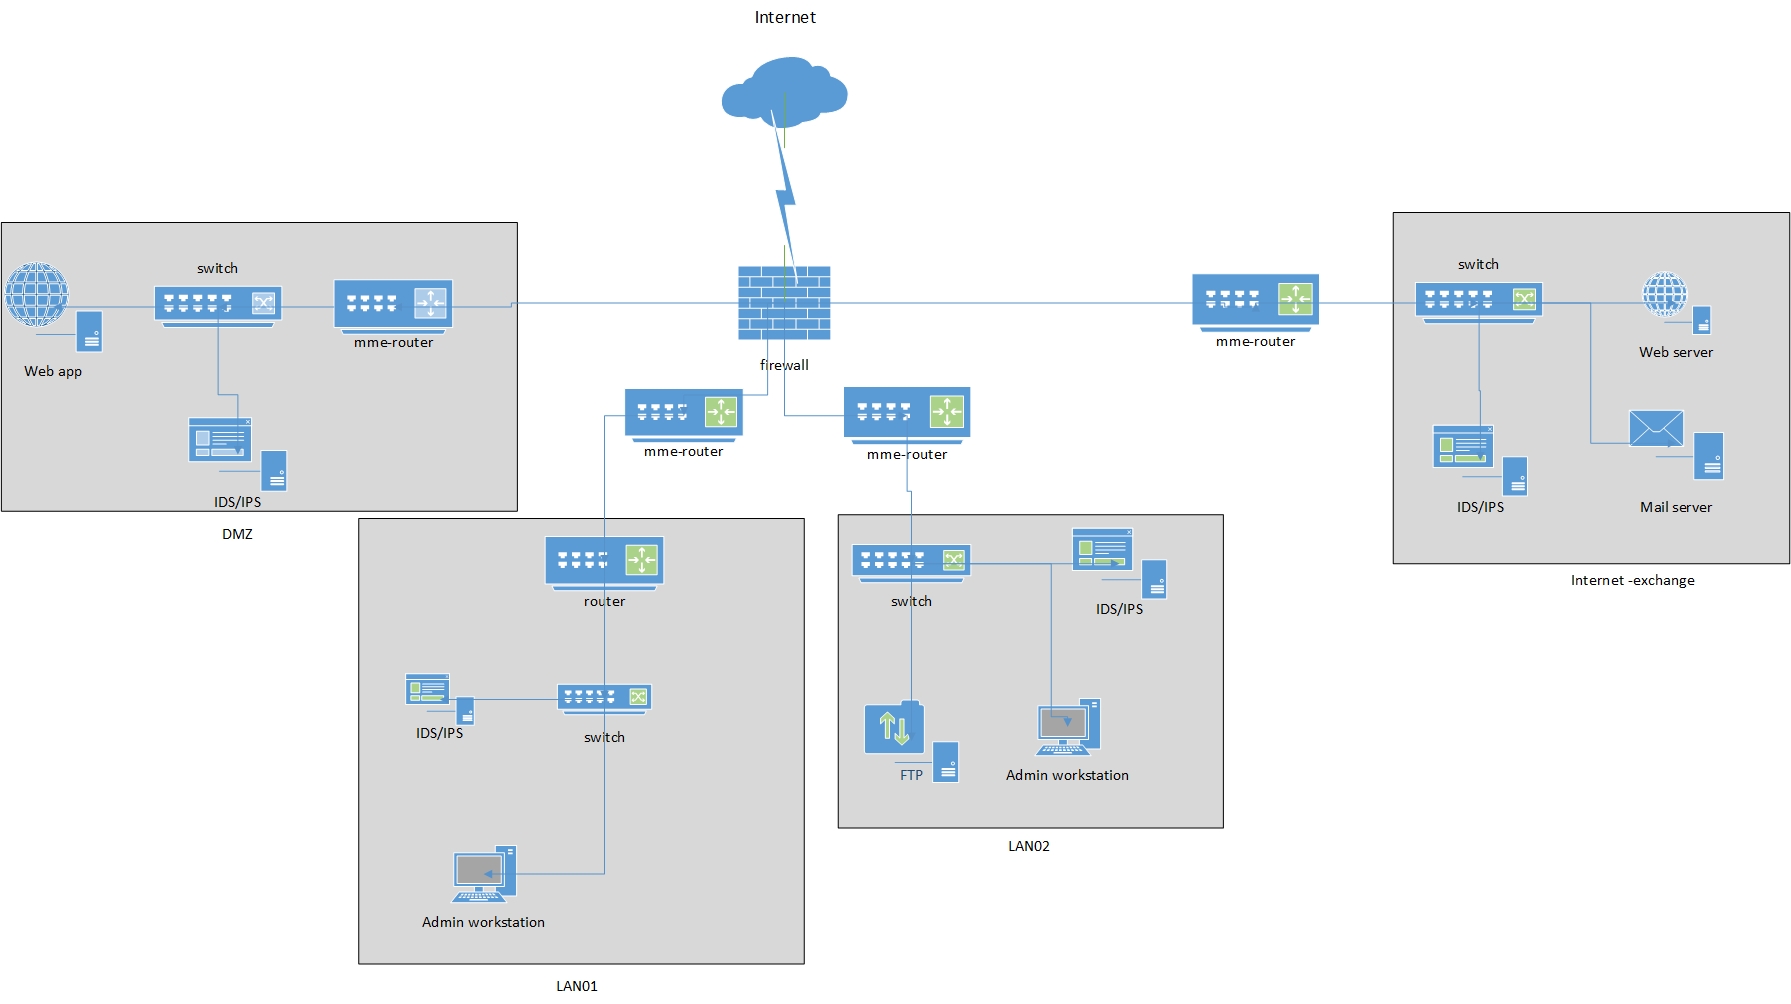 Internet
switch
switch
mme-router
mme-router
Web server
firewall
Web app
mme-router
mme-router
IDS/IPS
IDS/IPS
Mail server
DMZ
Internet -exchange
router
switch
IDS/IPS
IDS/IPS
switch
FTP
Admin workstation
LAN02
Admin workstation
LAN01